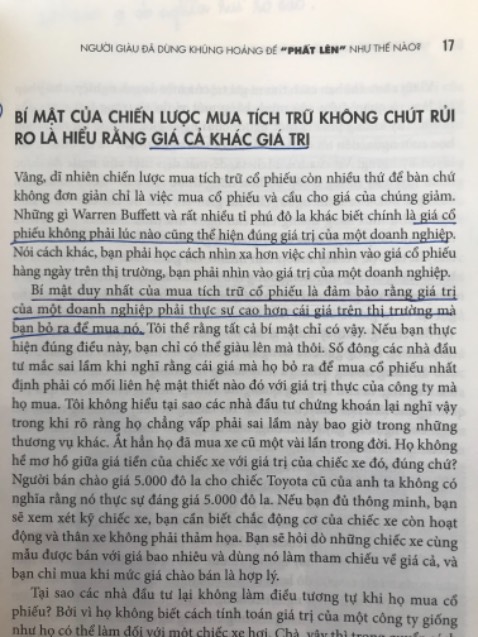 NGƯỜI GIÀU ĐÃ DÙNG KHỦNG HOẢNG ĐỂ “PHẤT LÊN” NHƯ THẾ NÀO? 17
BÍ MẬT CỦA CHIẾN LƯỢC MUA TÍCH TRỮ KHÔNG CHÚT RỦI
RO LÀ HIỂU RẰNG GIÁ CẢ KHÁC GIÁ TRỊ
Vâng, dĩ nhiên chiến lược mua tích trữ cổ phiếu còn nhiều thứ để bàn chứ
không đơn giản chỉ là việc mua cổ phiếu và cầu cho giá của chúng giảm.
Những gì Warren Buffett và rất nhiều tỉ phú đô la khác biết chính là giá cổ
phiếu không phải lúc nào cũng thể hiện đúng giá trị của một doanh nghiệp.
Nói cách khác, bạn phải học cách nhìn xa hơn việc chỉ nhìn vào giá cổ phiếu
hàng ngày trên thị trường, bạn phải nhìn vào giá trị của một doanh nghiệp.
Bí mật duy nhất của mua tích trữ cổ phiếu là đảm bảo rằng giá trị
của một doanh nghiệp phải thực sự cao hơn cái giá trên thị trường mà
bạn bỏ ra để mua nó. Tôi thề rằng tất cả bí mật chỉ có vậy. Nếu bạn thực
hiện đúng điều này, bạn chỉ có thể giàu lên mà thôi. Số đông các nhà đầu
tư mắc sai lầm khi nghĩ rằng cái giá mà họ bỏ ra để mua cổ phiếu nhất
định phải có mối liên hệ mật thiết nào đó với giá trị thực của công ty mà
họ mua. Tôi không hiểu tại sao các nhà đầu tư chứng khoán lại nghĩ vậy
trong khi rõ ràng họ chẳng vấp phải sai lầm này bao giờ trong những
thương vụ khác. Ắt hẳn họ đã mua xe cũ một vài lần trong đời. Họ không
hề mơ hồ giữa giá tiền của chiếc xe với giá trị của chiếc xe đó, đúng chứ?
Người bán chào giá 5.000 đô la cho chiếc Toyota cũ của anh ta không có
nghĩa rằng nó thực sự đáng giá 5.000 đô la. Nếu bạn đủ thông minh, bạn
sẽ xem xét kỹ chiếc xe, bạn cần biết chắc động cơ của chiếc xe còn hoạt
động và thân xe không phải thảm họa. Bạn sẽ hỏi dò những chiếc xe cùng
mẫu được bán với giá bao nhiêu và dùng nó làm tham chiếu về giá cả, và
bạn chỉ mua khi mức giá chào bán là hợp lý.
Tại sao các nhà đầu tư lại không làm điều tương tự khi họ mua cổ
phiếu? Bởi vì họ không biết cách tính toán giá trị của một công ty giống
như họ có thể làm đối với một chiếc xe hơi. Chà, vậy thì trong